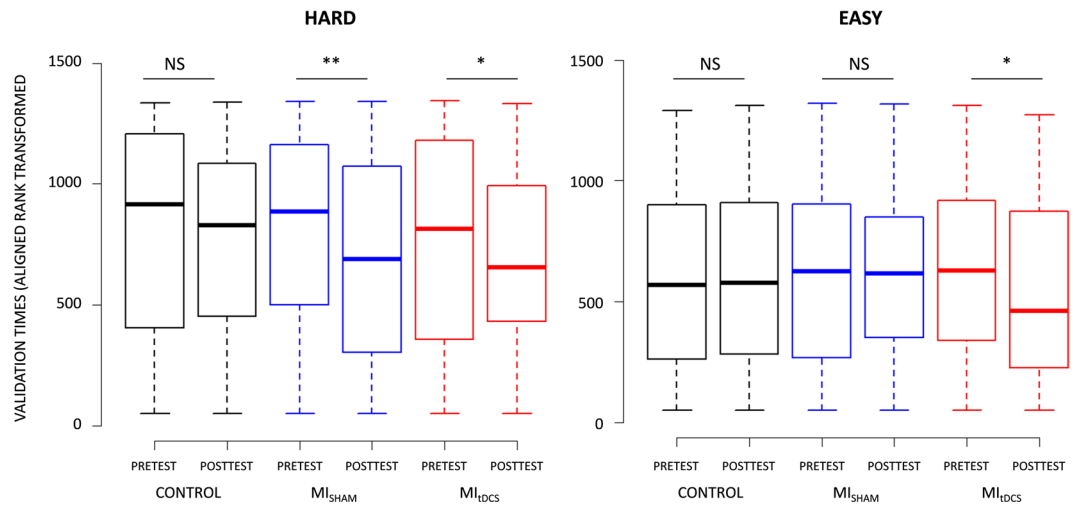 HARD
EASY
VALIDATION TIMES (ALIGNED RANK TRANSFORMED
1500
1000
500
0
NS
**
*
PRETEST POSTTEST PRETEST POSTTEST PRETEST POSTTEST
CONTROL MISHAM MItDCS
1500
1000
500
0
NS
NS
*
PRETEST POSTTEST PRETEST POSTTEST PRETEST POSTTEST
CONTROL MISHAM MItDCS